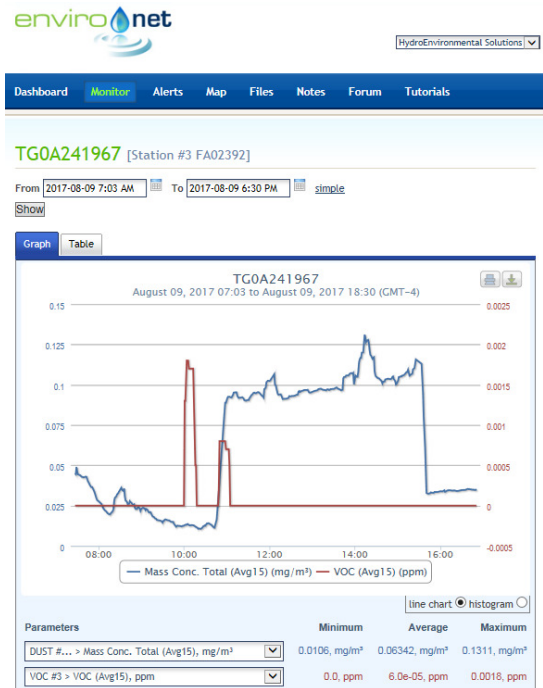 enviro net
HydroEnvironmental Solutions
Dashboard Monitor Alerts Map Files Notes Forum Tutorials
TG0A241967 [Station #3 FA02392]
From 2017-08-09 7:03 AM To 2017-08-09 6:30 PM simple
Show
Graph Table
TG0A241967
August 09, 2017 07:03 to August 09, 2017 18:30 (GMT-4)
0.15 0.0025
0.125 0.002
0.1 0.0015
0.075 0.001
0.05 0.0005
0.025 0
0 -0.0005
08:00 10:00 12:00 14:00 16:00
Mass Conc. Total (Avg15) (mg/m³) VOC (Avg15) (ppm)
line chart histogram
Parameters Minimum Average Maximum
DUST #... > Mass Conc. Total (Avg15), mg/m³ 0.0106, mg/m³ 0.06342, mg/m³ 0.1311, mg/m³
VOC #3 > VOC (Avg15), ppm 0.0, ppm 6.0e-05, ppm 0.0018, ppm